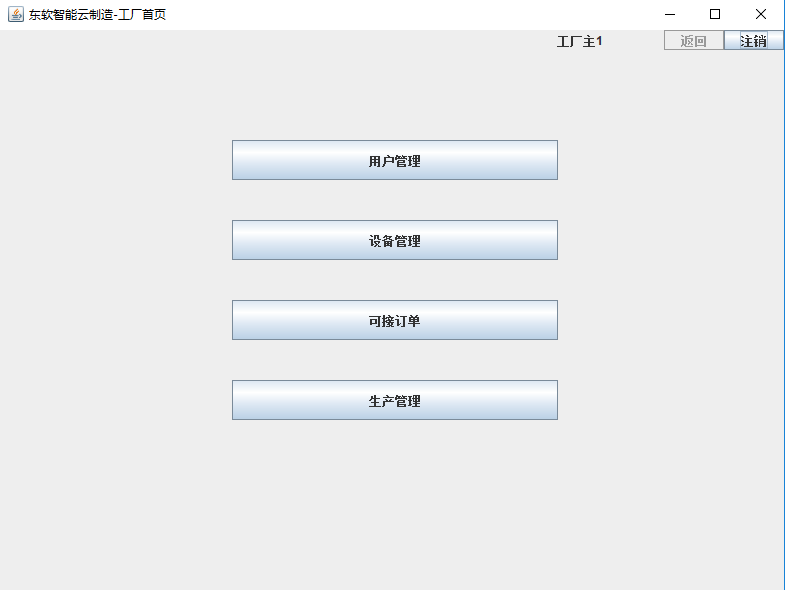 东软智能云制造-工厂首页
工厂主1 返回 注销
用户管理
设备管理
可接订单
生产管理